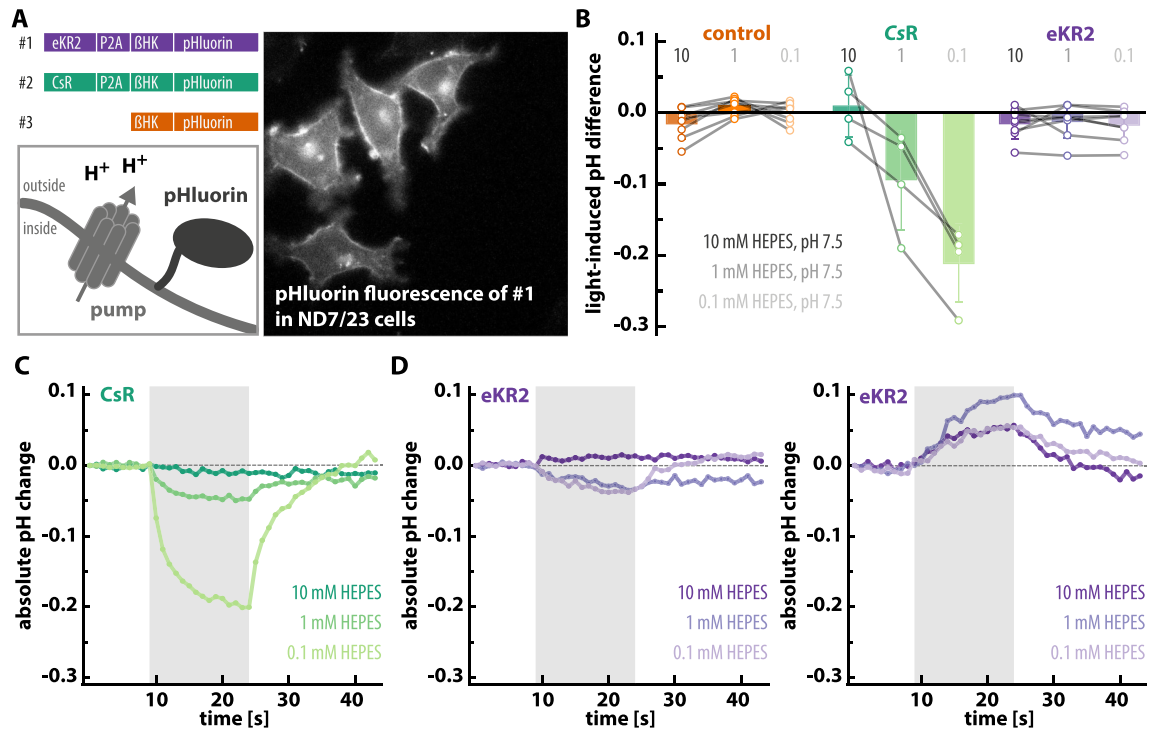 A
#1 eKR2 P2A ßHK pHluorin
#2 CsR P2A ßHK pHluorin
#3 ßHK pHluorin
H+ H+
outside
inside
pHluorin
pump
pHluorin fluorescence of #1
in ND7/23 cells
B
control CsR eKR2
10 1 0.1 10 1 0.1 10 1 0.1
light-induced pH difference
0.1
0.0
-0.1
-0.2
-0.3
10 mM HEPES, pH 7.5
1 mM HEPES, pH 7.5
0.1 mM HEPES, pH 7.5
C
CsR
absolute pH change
0.1
0.0
-0.1
-0.2
-0.3
10 mM HEPES
1 mM HEPES
0.1 mM HEPES
10 20 30 40
time [s]
D
eKR2
absolute pH change
0.1
0.0
-0.1
-0.2
-0.3
10 mM HEPES
1 mM HEPES
0.1 mM HEPES
10 20 30 40
time [s]
eKR2
absolute pH change
0.1
0.0
-0.1
-0.2
-0.3
10 mM HEPES
1 mM HEPES
0.1 mM HEPES
10 20 30 40
time [s]